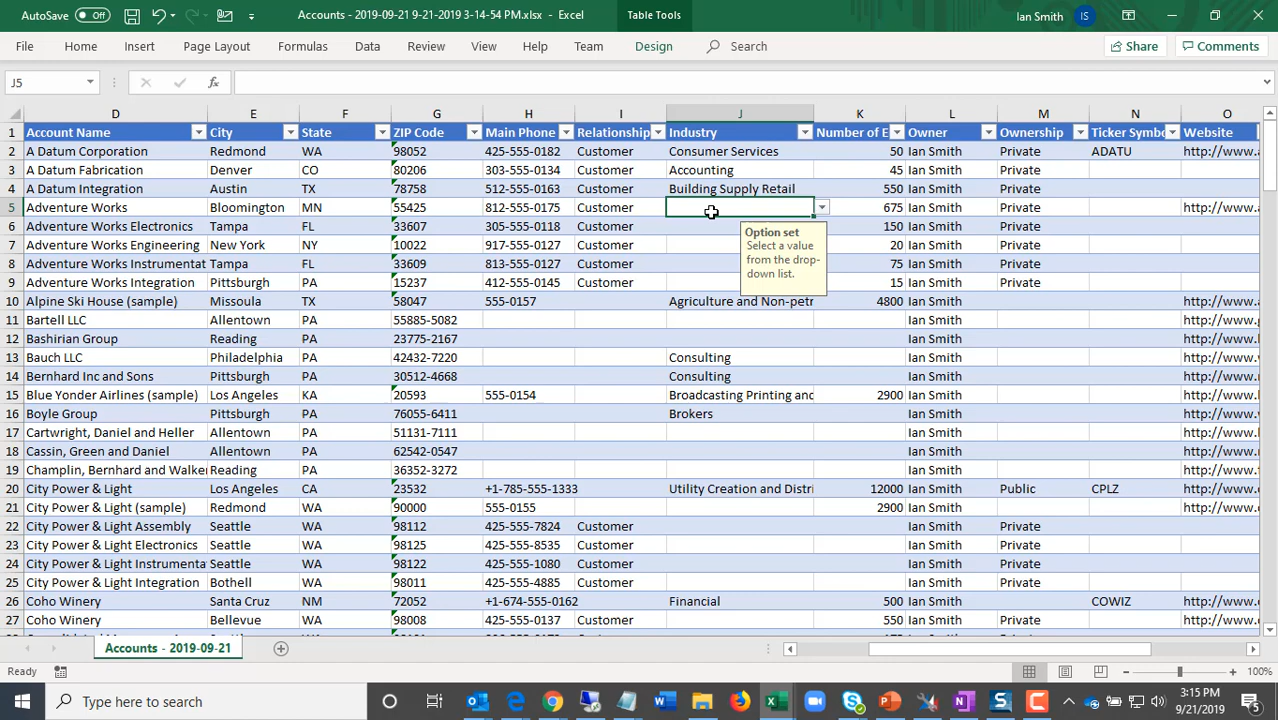 AutoSave Off Accounts - 2019-09-21 9-21-2019 3-14-54 PM.xlsx - Excel Table Tools Ian Smith IS
File Home Insert Page Layout Formulas Data Review View Help Team Design Search Share Comments
J5 fx
D E F G H I J K L M N O
1 Account Name City State ZIP Code Main Phone Relationship Industry Number of E Owner Ownership Ticker Symbo Website
2 A Datum Corporation Redmond WA 98052 425-555-0182 Customer Consumer Services 50 Ian Smith Private ADATU http://www.a
3 A Datum Fabrication Denver CO 80206 303-555-0134 Customer Accounting 45 Ian Smith Private
4 A Datum Integration Austin TX 78758 512-555-0163 Customer Building Supply Retail 550 Ian Smith Private
5 Adventure Works Bloomington MN 55425 812-555-0175 Customer 675 Ian Smith Private http://www.a
6 Adventure Works Electronics Tampa FL 33607 305-555-0118 Customer 150 Ian Smith Private
7 Adventure Works Engineering New York NY 10022 917-555-0127 Customer 20 Ian Smith Private
8 Adventure Works Instrumentat Tampa FL 33609 813-555-0127 Customer 75 Ian Smith Private
9 Adventure Works Integration Pittsburgh PA 15237 412-555-0145 Customer 15 Ian Smith Private
Option set
Select a value
from the drop-
down list.
10 Alpine Ski House (sample) Missoula TX 58047 555-0157 Agriculture and Non-petr 4800 Ian Smith http://www.a
11 Bartell LLC Allentown PA 55885-5082 Ian Smith http://www.
12 Bashirian Group Reading PA 23775-2167 Ian Smith http://www.
13 Bauch LLC Philadelphia PA 42432-7220 Consulting Ian Smith http://www.
14 Bernhard Inc and Sons Pittsburgh PA 30512-4668 Consulting Ian Smith http://www.
15 Blue Yonder Airlines (sample) Los Angeles KA 20593 555-0154 Broadcasting Printing and 2900 Ian Smith http://www.
16 Boyle Group Pittsburgh PA 76055-6411 Brokers Ian Smith http://www.
17 Cartwright, Daniel and Heller Allentown PA 51131-7111 Ian Smith http://www.
18 Cassin, Green and Daniel Allentown PA 62542-0547 Ian Smith http://www.
19 Champlin, Bernhard and Walker Reading PA 36352-3272 Ian Smith http://www.
20 City Power & Light Los Angeles CA 23532 +1-785-555-1333 Utility Creation and Distri 12000 Ian Smith Public CPLZ http://www.
21 City Power & Light (sample) Redmond WA 90000 555-0155 2900 Ian Smith http://www.
22 City Power & Light Assembly Seattle WA 98112 425-555-7824 Customer Ian Smith Private
23 City Power & Light Electronics Seattle WA 98125 425-555-8535 Customer Ian Smith Private
24 City Power & Light Instrumenta Seattle WA 98122 425-555-1080 Customer Ian Smith Private
25 City Power & Light Integration Bothell WA 98011 425-555-4885 Customer Ian Smith Private
26 Coho Winery Santa Cruz NM 72052 +1-674-555-0162 Financial 500 Ian Smith COWIZ http://www.
27 Coho Winery Bellevue WA 98008 425-555-0137 Customer 550 Ian Smith Private http://www.
Accounts - 2019-09-21
Ready 100%
Type here to search 3:15 PM
9/21/2019 5